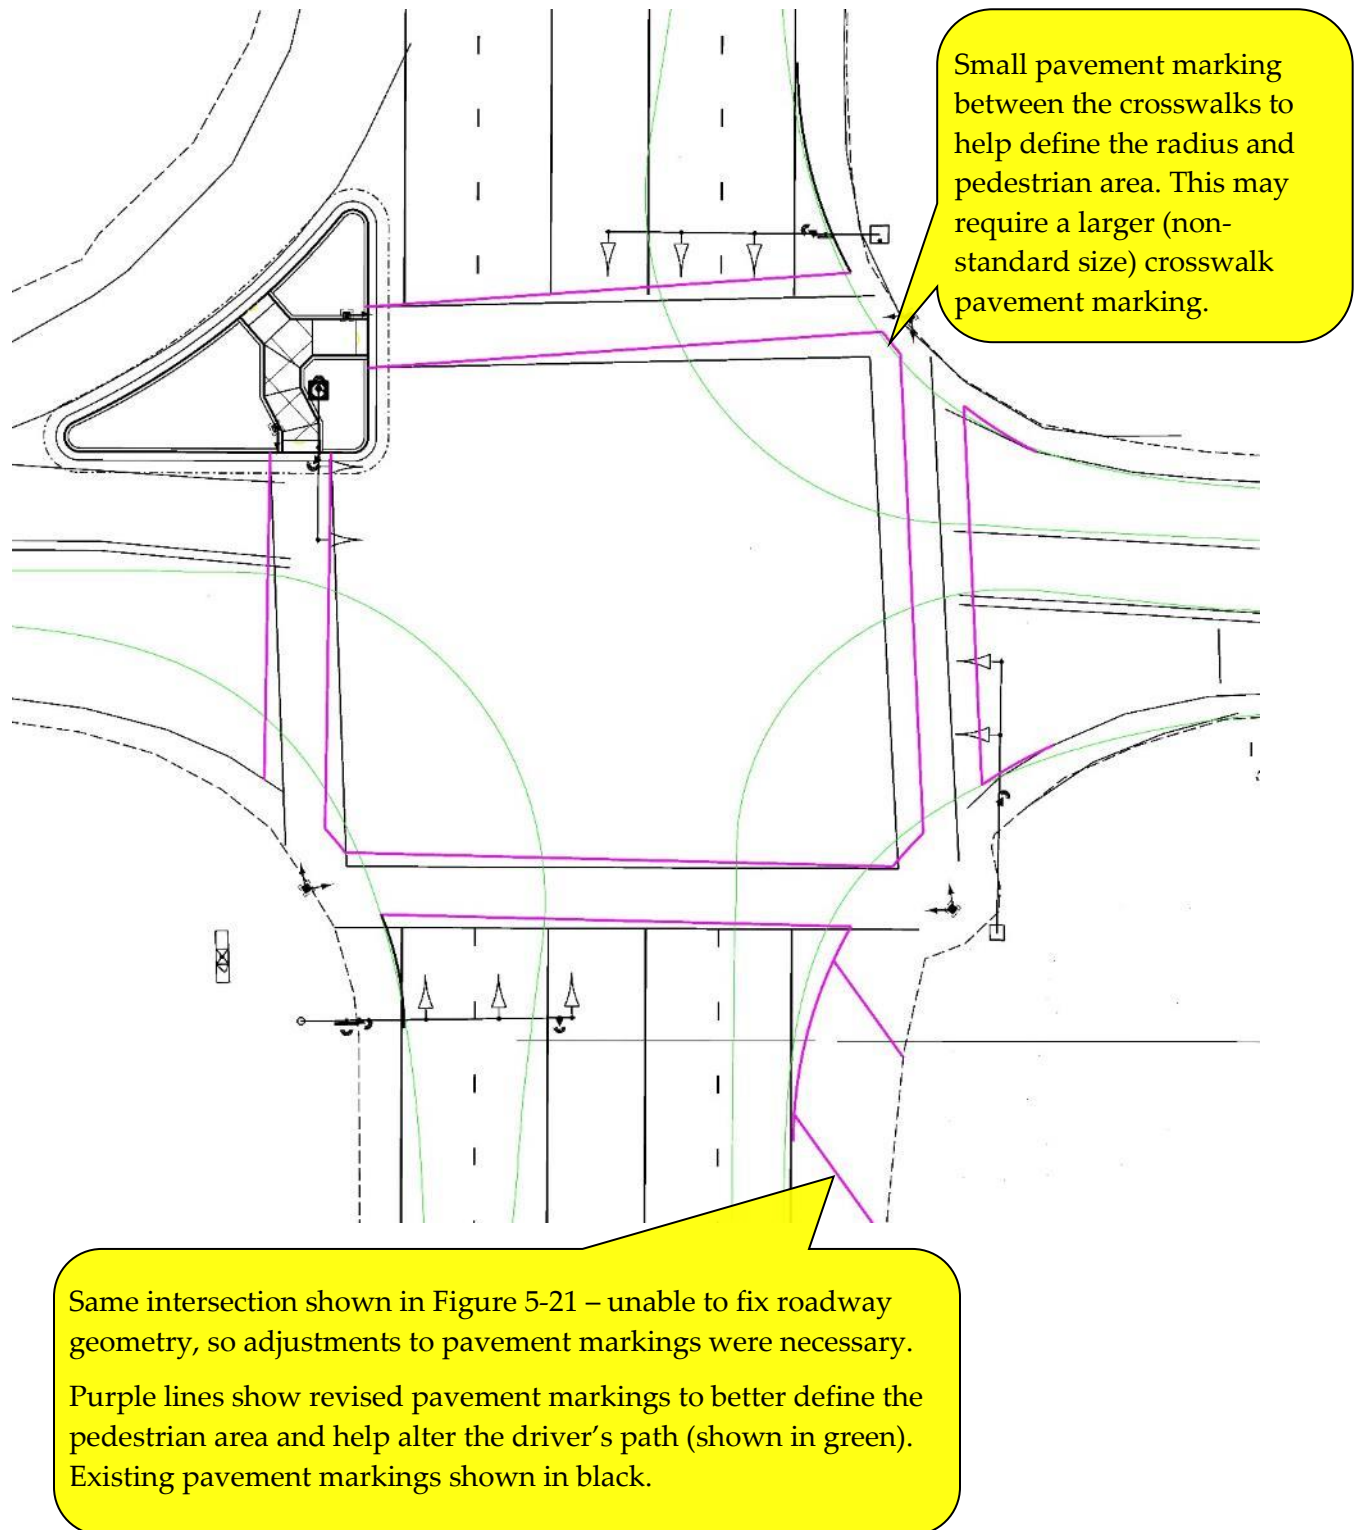 Small pavement marking
between the crosswalks to
help define the radius and
pedestrian area. This may
require a larger (non-
standard size) crosswalk
pavement marking.
Same intersection shown in Figure 5-21 – unable to fix roadway
geometry, so adjustments to pavement markings were necessary.
Purple lines show revised pavement markings to better define the
pedestrian area and help alter the driver’s path (shown in green).
Existing pavement markings shown in black.